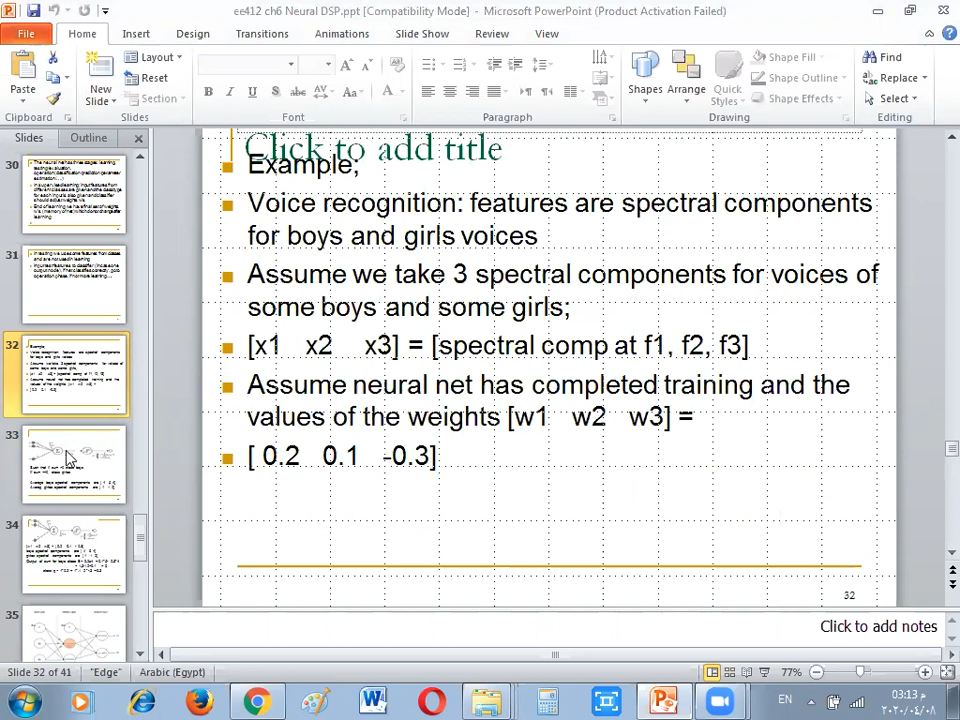 ee412 ch6 Neural DSP.ppt [Compatibility Mode] - Microsoft PowerPoint (Product Activation Failed)
File Home Insert Design Transitions Animations Slide Show Review View
Paste
Clipboard
New Slide
Layout
Reset
Section
Slides
Font
Paragraph
Shapes Arrange Quick Styles
Shape Fill
Shape Outline
Shape Effects
Drawing
Find
Replace
Select
Editing
Slides Outline
30
31
32
33
34
35
Click to add title
Example;
Voice recognition: features are spectral components
for boys and girls voices
Assume we take 3 spectral components for voices of
some boys and some girls;
[x1 x2 x3] = [spectral comp at f1, f2, f3]
Assume neural net has completed training and the
values of the weights [w1 w2 w3] =
[ 0.2 0.1 -0.3]
32
Click to add notes
Slide 32 of 41 "Edge" Arabic (Egypt) 77%
EN
03:13 م
٢٠٢٠/٠٤/٠٨